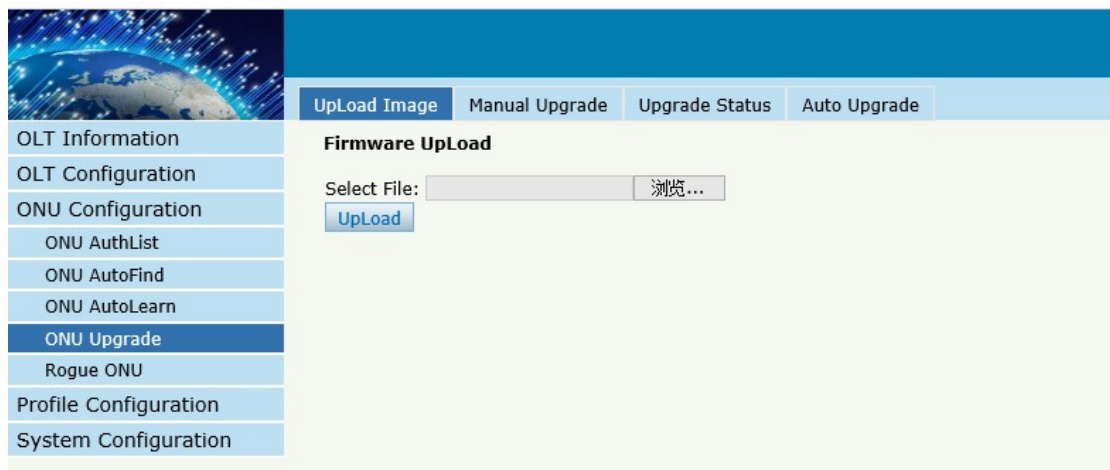 UpLoad Image Manual Upgrade Upgrade Status Auto Upgrade
OLT Information
OLT Configuration
ONU Configuration
ONU AuthList
ONU AutoFind
ONU AutoLearn
ONU Upgrade
Rogue ONU
Profile Configuration
System Configuration
Firmware UpLoad
Select File: 浏览...
UpLoad